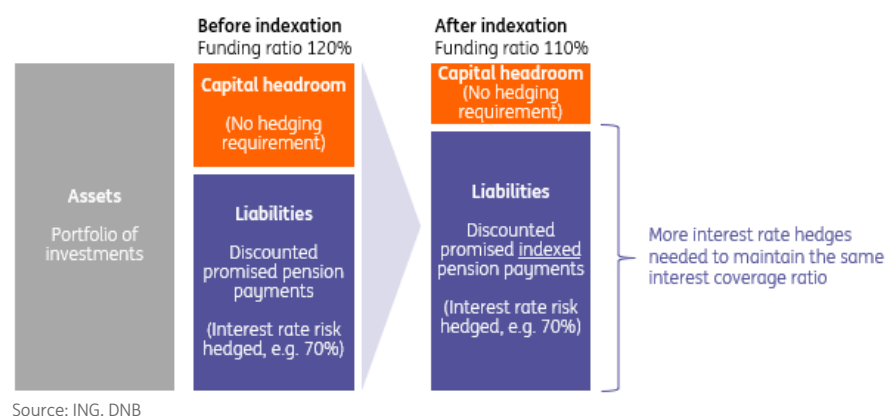 Before indexation
Funding ratio 120%
After indexation
Funding ratio 110%
Assets
Portfolio of
investments
Capital headroom
(No hedging
requirement)
Liabilities
Discounted
promised pension
payments
(Interest rate risk
hedged, e.g. 70%)
Capital headroom
(No hedging
requirement)
Liabilities
Discounted
promised indexed
pension payments
(Interest rate risk
hedged, e.g. 70%)
More interest rate hedges
needed to maintain the same
interest coverage ratio
Source: ING, DNB